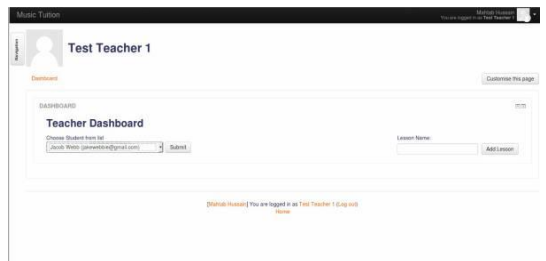 Music Tuition
Mahtab Hussain
You are logged in as Test Teacher 1
Navigation
Test Teacher 1
Dashboard
Customise this page
DASHBOARD
Teacher Dashboard
Choose Student from list
Lesson Name:
Jacob Webb (jakewebbie@gmail.com)
Submit
Add Lesson
[Mahtab Hussain] You are logged in as Test Teacher 1 (Log out)
Home